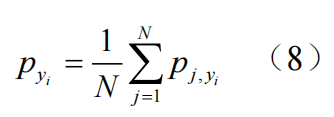 $p_{y_i} = \frac{1}{N} \sum_{j=1}^{N} p_{j,y_i}$ （8）